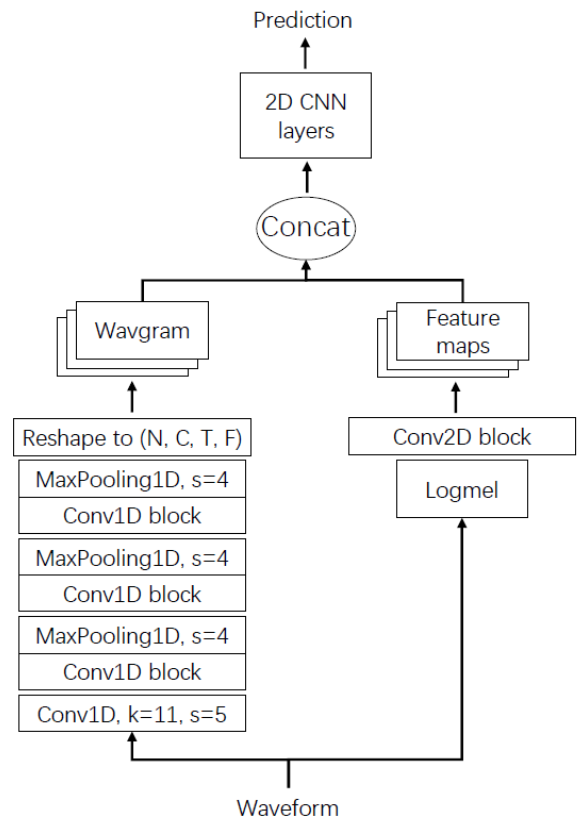 Prediction
2D CNN
layers
Concat
Wavgram
Feature
maps
Reshape to (N, C, T, F)
Conv2D block
MaxPooling1D, s=4
Logmel
Conv1D block
MaxPooling1D, s=4
Conv1D block
MaxPooling1D, s=4
Conv1D block
Conv1D, k=11, s=5
Waveform